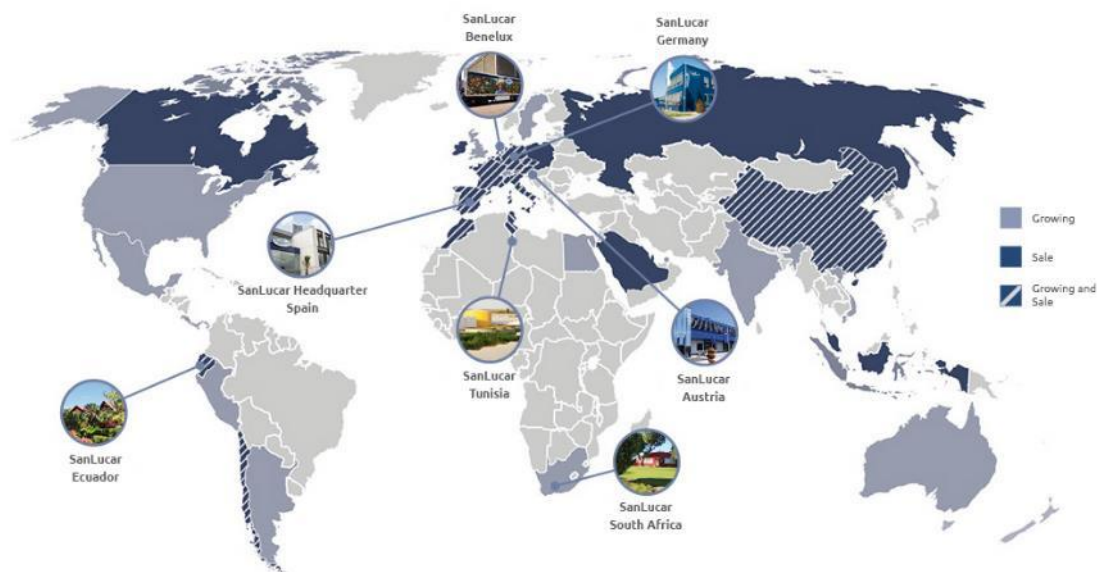 SanLucar
Benelux
SanLucar
Germany
Growing
Sale
Growing and
Sale
SanLucar Headquarter
Spain
SanLucar
Tunisia
SanLucar
Austria
SanLucar
Ecuador
SanLucar
South Africa